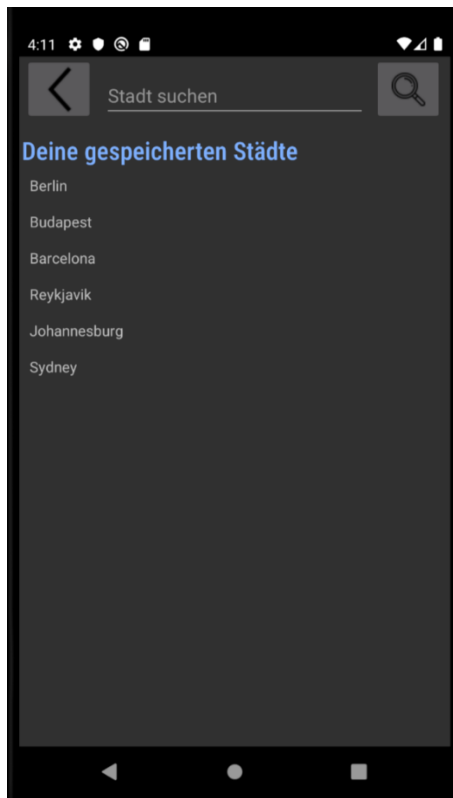 4:11
Stadt suchen
Deine gespeicherten Städte
Berlin
Budapest
Barcelona
Reykjavik
Johannesburg
Sydney